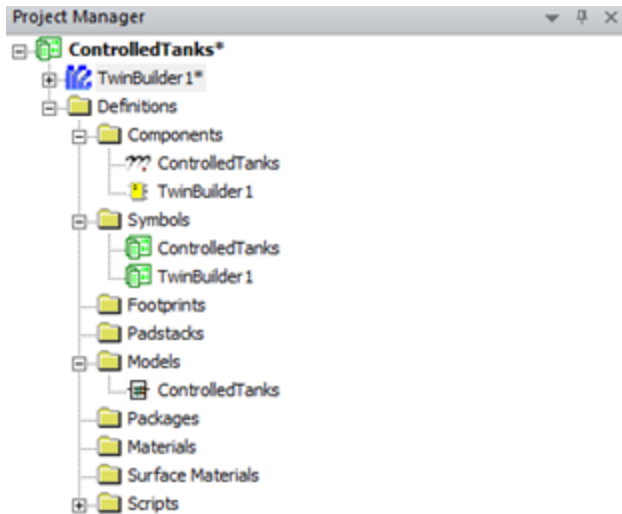 Project Manager
ControlledTanks*
TwinBuilder1*
Definitions
Components
ControlledTanks
TwinBuilder1
Symbols
ControlledTanks
TwinBuilder1
Footprints
Padstacks
Models
ControlledTanks
Packages
Materials
Surface Materials
Scripts